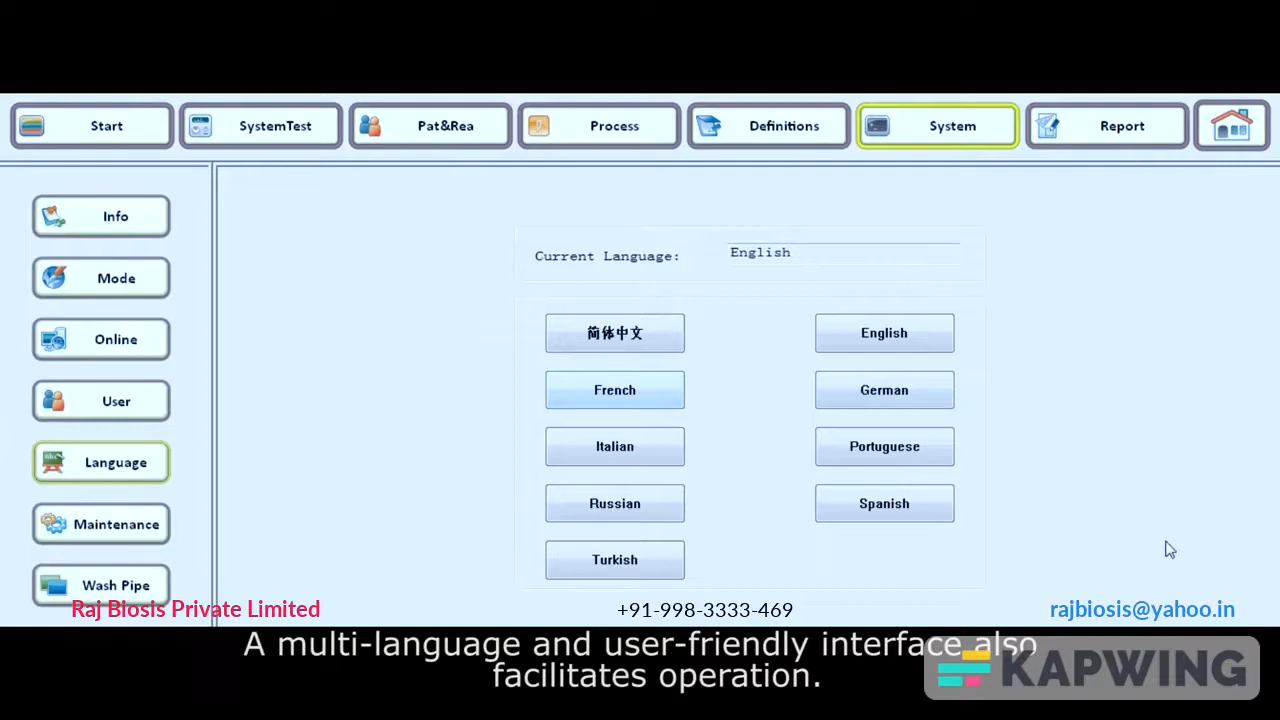 Start SystemTest Pat&Rea Process Definitions System Report
Info
Mode
Online
User
Language
Maintenance
Wash Pipe
Current Language: English
简体中文 English
French German
Italian Portuguese
Russian Spanish
Turkish
Raj Biosis Private Limited +91-998-3333-469 rajbiosis@yahoo.in
A multi-language and user-friendly interface also
facilitates operation.
KAPWING